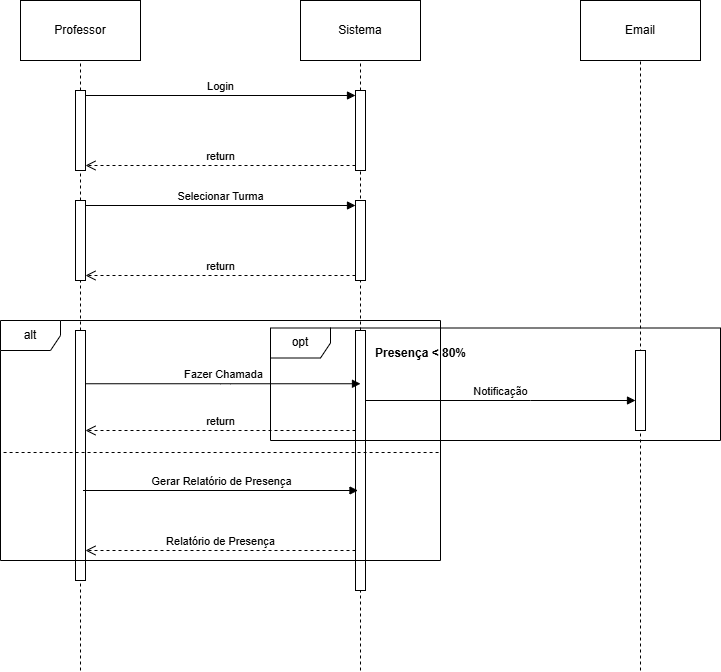 Professor
Sistema
Email
Login
return
Selecionar Turma
return
alt
opt
Presença < 80%
Fazer Chamada
Notificação
return
Gerar Relatório de Presença
Relatório de Presença